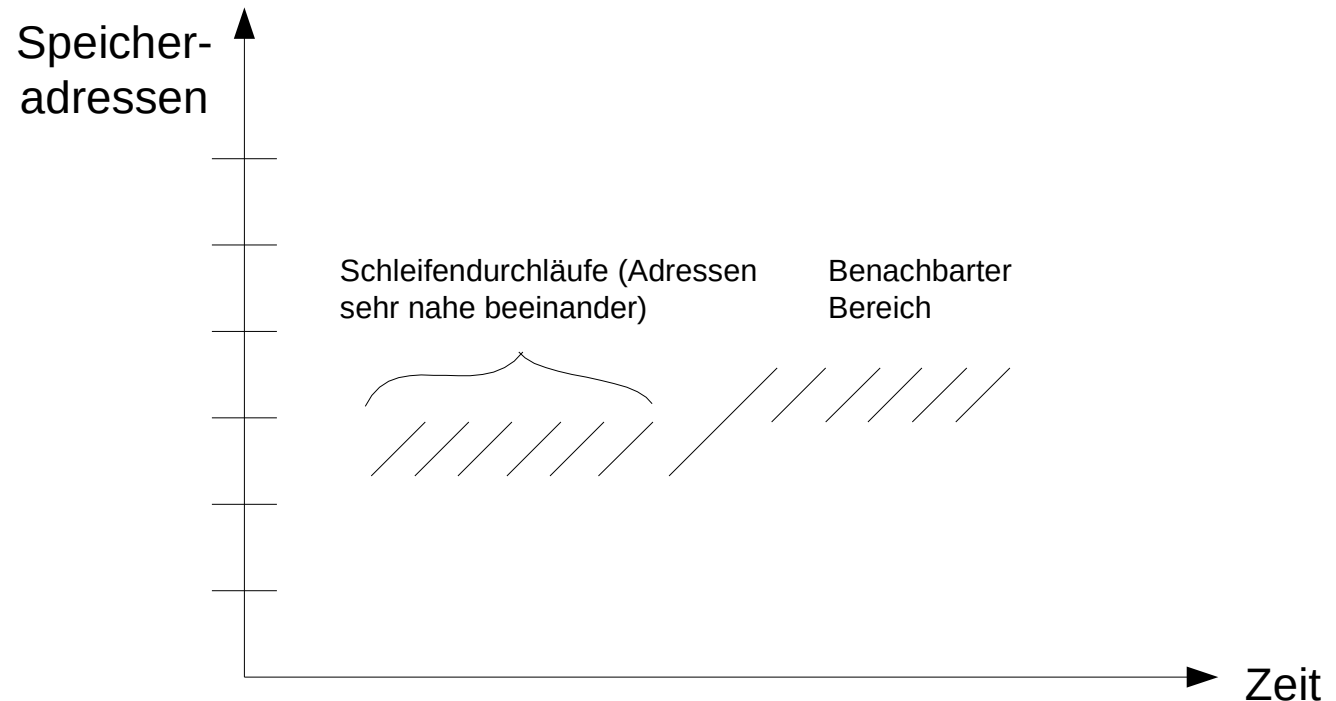 Speicher-
adressen
Schleifendurchläufe (Adressen
sehr nahe beeinander)
Benachbarter
Bereich
Zeit